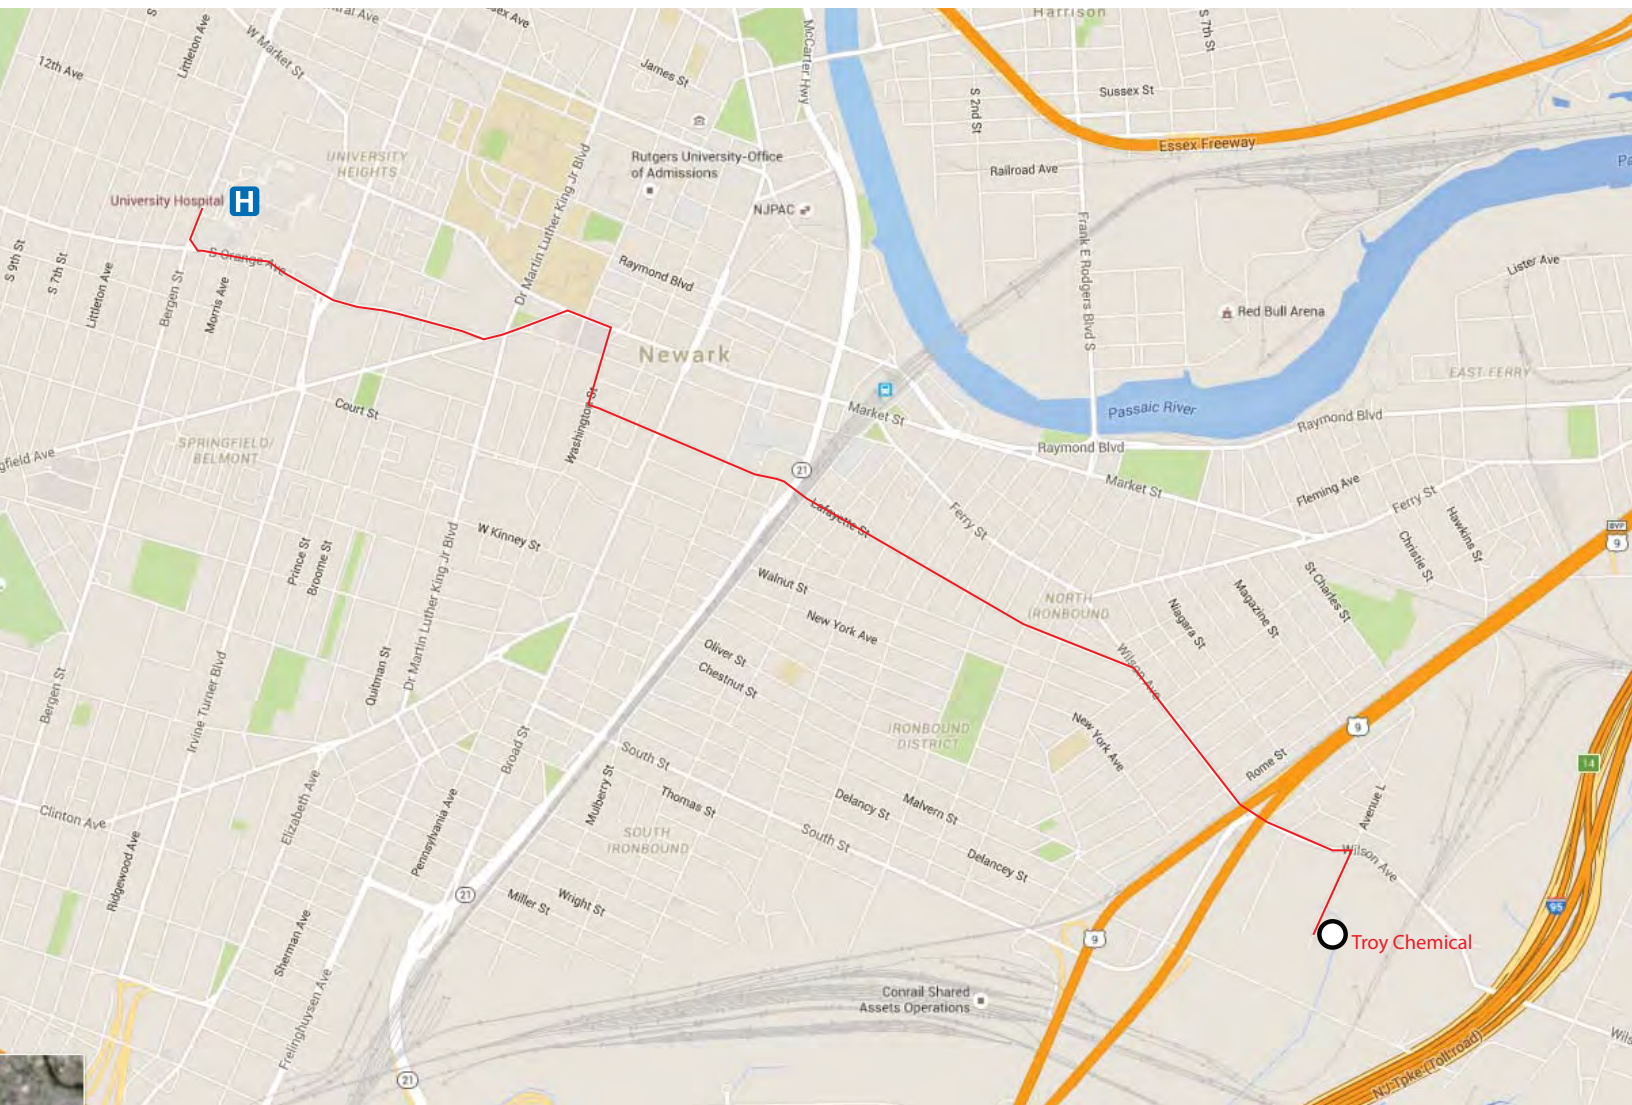 Littleton Ave
W Market St
12th Ave
James St
McCarter Hwy
Harrison
S 7th St
S 2nd St
Sussex St
Essex Freeway
Railroad Ave
UNIVERSITY
HEIGHTS
Rutgers University-Office
of Admissions
NJPAC
University Hospital
H
S Orange Ave
Dr Martin Luther King Jr Blvd
Raymond Blvd
Frank E Rodgers Blvd S
Lister Ave
Red Bull Arena
S 9th St
S 7th St
Littleton Ave
Bergen St
Morris Ave
Newark
EAST FERRY
Passaic River
Market St
Raymond Blvd
Raymond Blvd
Court St
Washington St
SPRINGFIELD/
BELMONT
21
Market St
Fleming Ave
Ferry St
Hawkins St
Christie St
Lafayette St
Ferry St
9
W Kinney St
Prince St
Broome St
Dr Martin Luther King Jr Blvd
Walnut St
New York Ave
NORTH
IRONBOUND
Niagara St
Magazine St
St Charles St
Oliver St
Chestnut St
Wilson Ave
Quitman St
Bergen St
Irvine Turner Blvd
IRONBOUND
DISTRICT
New York Ave
9
Rome St
14
Broad St
South St
Mulberry St
Thomas St
Delancy St
Malvern St
Avenue L
Clinton Ave
Elizabeth Ave
Pennsylvania Ave
SOUTH
IRONBOUND
South St
Delancey St
Wilson Ave
Ridgewood Ave
21
Miller St
Wright St
95
Sherman Ave
9
Troy Chemical
Frelinghuysen Ave
Conrail Shared
Assets Operations
21
NJ Tpke (Toll road)